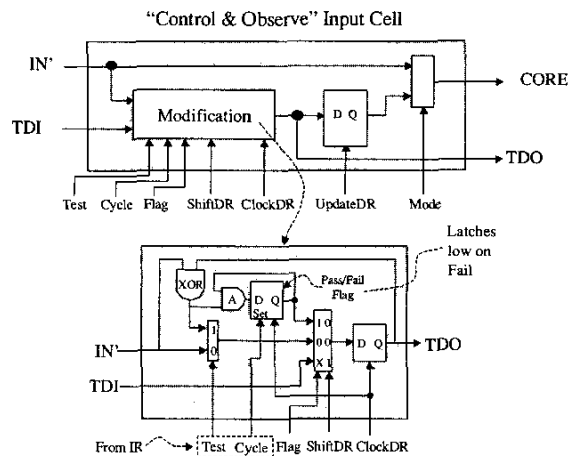 “Control & Observe” Input Cell
IN’
CORE
Modification
D Q
TDI
TDO
Test Cycle Flag ShiftDR ClockDR UpdateDR Mode
Latches
low on
Fail
XOR
A
D Q
Set
Pass/Fail
Flag
1 0
0 0
X 1
1
0
D Q
IN’
TDO
TDI
From IR
Test Cycle Flag ShiftDR ClockDR